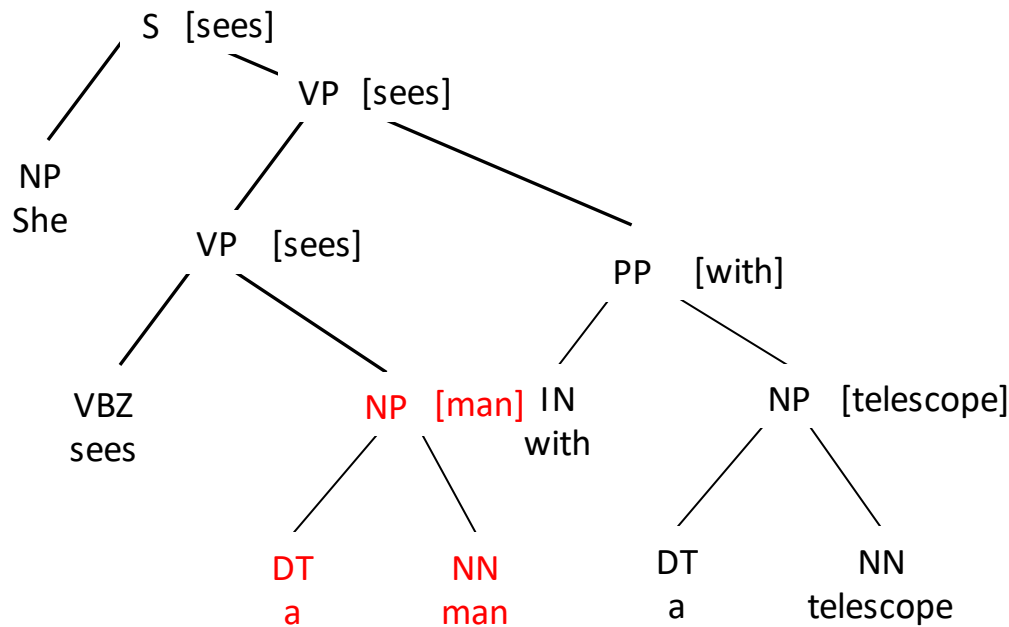 S [sees]
VP [sees]
NP
She
VP [sees]
PP [with]
VBZ
sees
NP [man]
IN
with
NP [telescope]
DT
a
NN
man
DT
a
NN
telescope